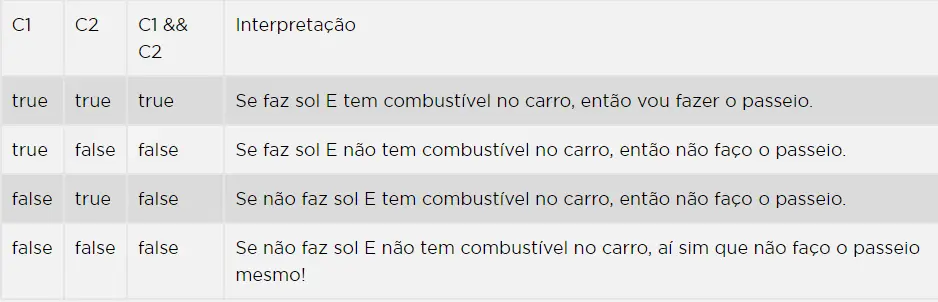 C1 C2 C1 && C2 Interpretação
true true true Se faz sol E tem combustível no carro, então vou fazer o passeio.
true false false Se faz sol E não tem combustível no carro, então não faço o passeio.
false true false Se não faz sol E tem combustível no carro, então não faço o passeio.
false false false Se não faz sol E não tem combustível no carro, aí sim que não faço o passeio
mesmo!